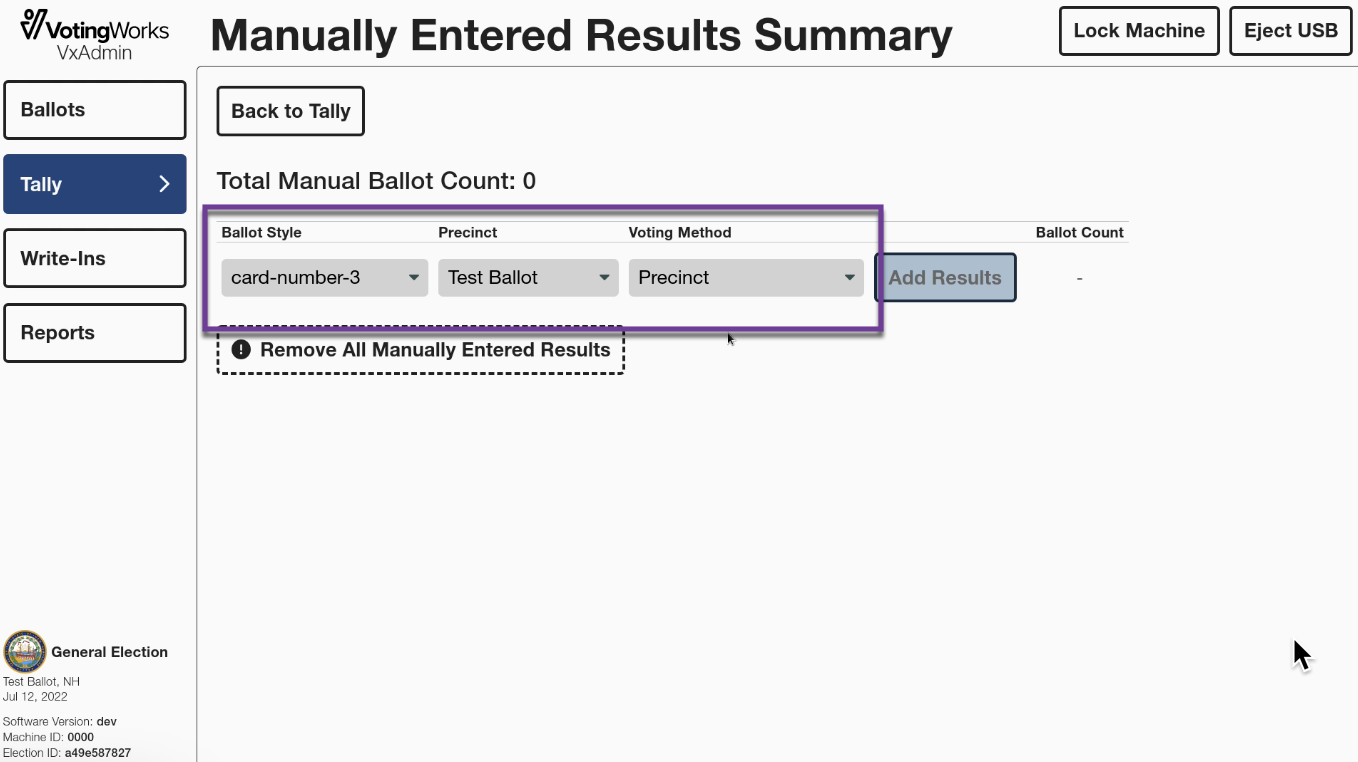 VotingWorks
VxAdmin
Manually Entered Results Summary
Lock Machine
Eject USB
Ballots
Tally
Write-Ins
Reports
Back to Tally
Total Manual Ballot Count: 0
Ballot Style Precinct Voting Method Ballot Count
card-number-3 Test Ballot Precinct Add Results -
Remove All Manually Entered Results
General Election
Test Ballot, NH
Jul 12, 2022
Software Version: dev
Machine ID: 0000
Election ID: a49e587827